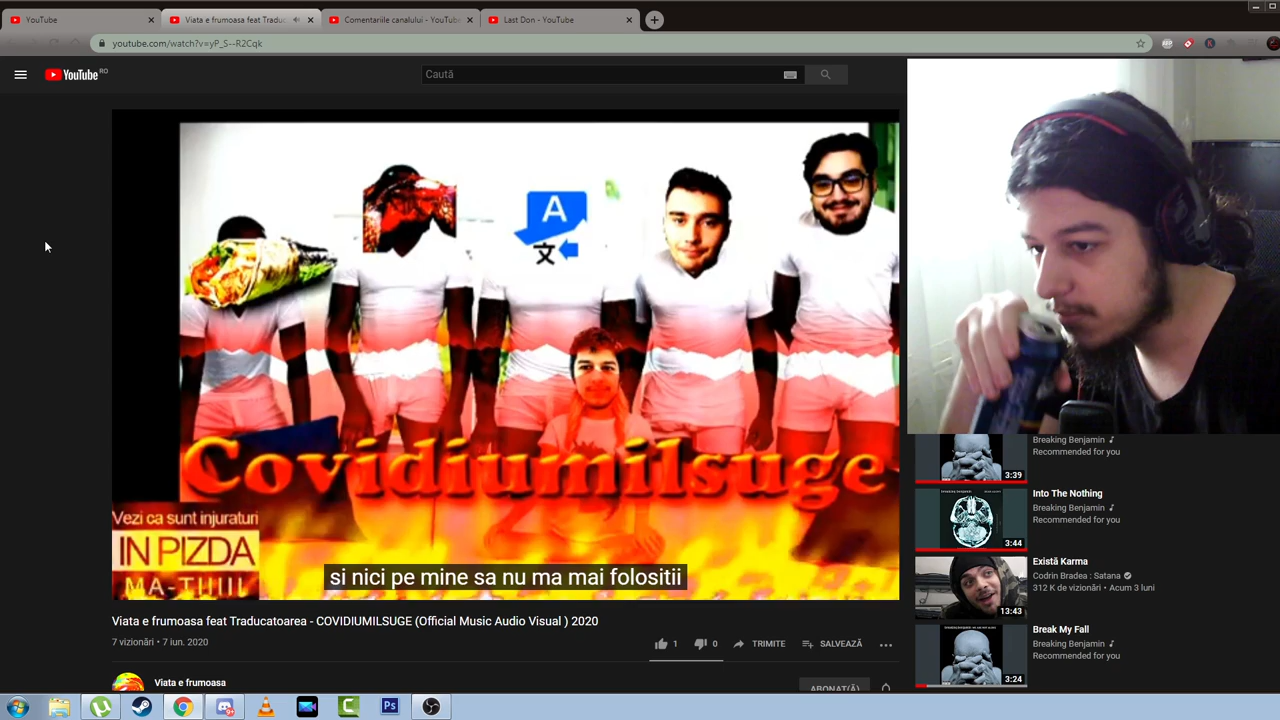 YouTube
Viata e frumoasa feat Traduc
Comentariile canalului - YouTube
Last Don - YouTube
youtube.com/watch?v=yP_S--R2Cqk
ABP
K
YouTube RO
Caută
A
文
Covidiumilsuge
Vezi ca sunt injuraturi
IN PIZDA
MA-TIIIII
si nici pe mine sa nu ma mai folositii
Viata e frumoasa feat Traducatoarea - COVIDIUMILSUGE (Official Music Audio Visual ) 2020
7 vizionări • 7 iun. 2020
1
0
TRIMITE
SALVEAZĂ
Viata e frumoasa
ABONAT(Ă)
Breaking Benjamin ♪
Recommended for you
3:39
Into The Nothing
Breaking Benjamin ♪
Recommended for you
3:44
Există Karma
Codrin Bradea : Satana
312 K de vizionări • Acum 3 luni
13:43
Break My Fall
Breaking Benjamin ♪
Recommended for you
3:24
Ps